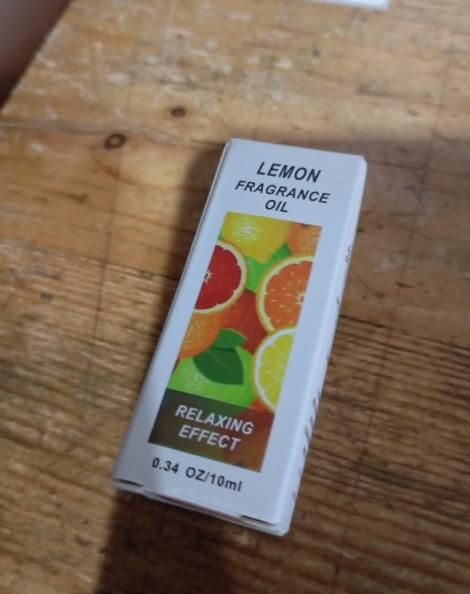 LEMON
FRAGRANCE
OIL
RELAXING
EFFECT
0.34 OZ/10ml